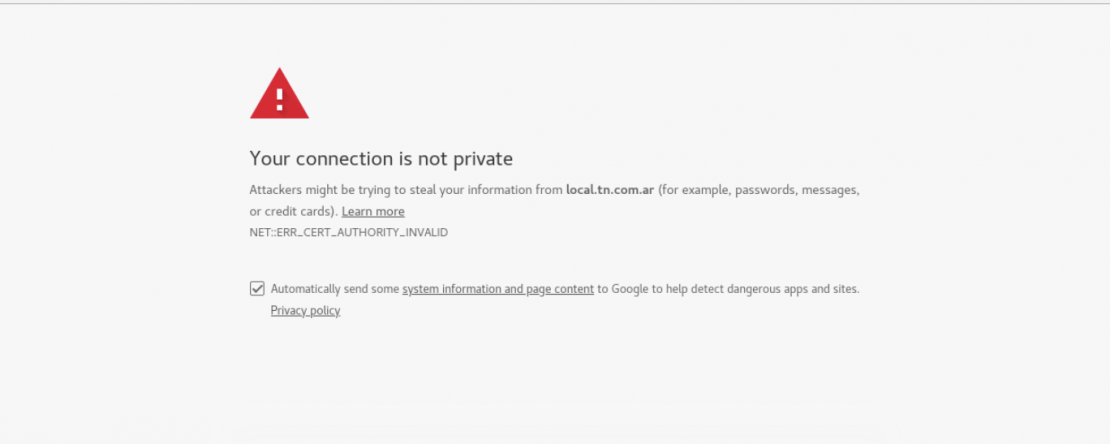 Your connection is not private
Attackers might be trying to steal your information from local.tn.com.ar (for example, passwords, messages,
or credit cards). Learn more
NET::ERR_CERT_AUTHORITY_INVALID
Automatically send some system information and page content to Google to help detect dangerous apps and sites.
Privacy policy